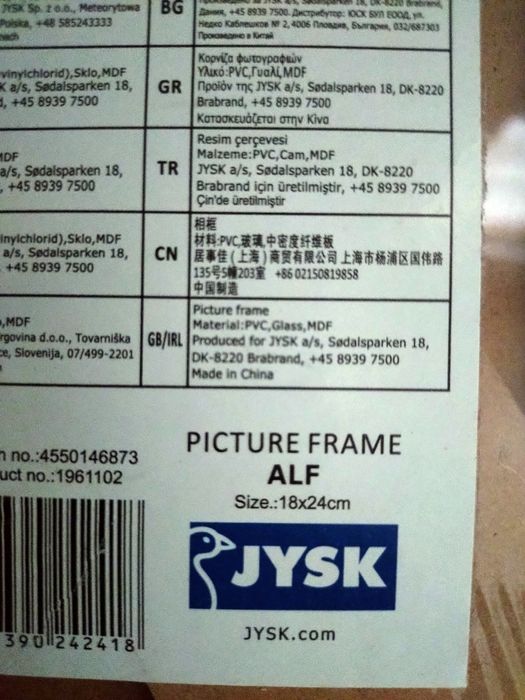 JYSK Sp. z o.o., Meteorytowa
Polska, +48 585243333
BG
Дания, +45 8939 7500. Дистрибутор: ЮСК БУЛ ЕООД, ул.
Недко Каблешков № 2, 4006 Пловдив, България, 032/687303
Произведено в Китай
vinylchlorid),Sklo,MDF
K a/s, Sødalsparken 18,
, +45 8939 7500
GR
Κορνίζα φωτογραφιών
Υλικό:PVC,Γυαλί,MDF
Προϊόν της JYSK a/s, Sødalsparken 18, DK-8220
Brabrand, +45 8939 7500
Κατασκευάζεται στην Κίνα
MDF
a/s, Sødalsparken 18,
, +45 8939 7500
TR
Resim çerçevesi
Malzeme:PVC,Cam,MDF
JYSK a/s, Sødalsparken 18, DK-8220
Brabrand için üretilmiştir, +45 8939 7500
Çin'de üretilmiştir
inylchlorid),Sklo,MDF
a/s, Sødalsparken 18,
+45 8939 7500
CN
相框
材料:PVC,玻璃,中密度纤维板
居事佳（上海）商贸有限公司 上海市杨浦区国伟路
135号5幢203室 +86 02150819858
中国制造
,MDF
rgovina d.o.o., Tovarniška
ce, Slovenija, 07/499-2201
GB/IRL
Picture frame
Material:PVC,Glass,MDF
Produced for JYSK a/s, Sødalsparken 18,
DK-8220 Brabrand, +45 8939 7500
Made in China
n no.:4550146873
uct no.:1961102
390 242418
PICTURE FRAME
ALF
Size.:18x24cm
JYSK
JYSK.com